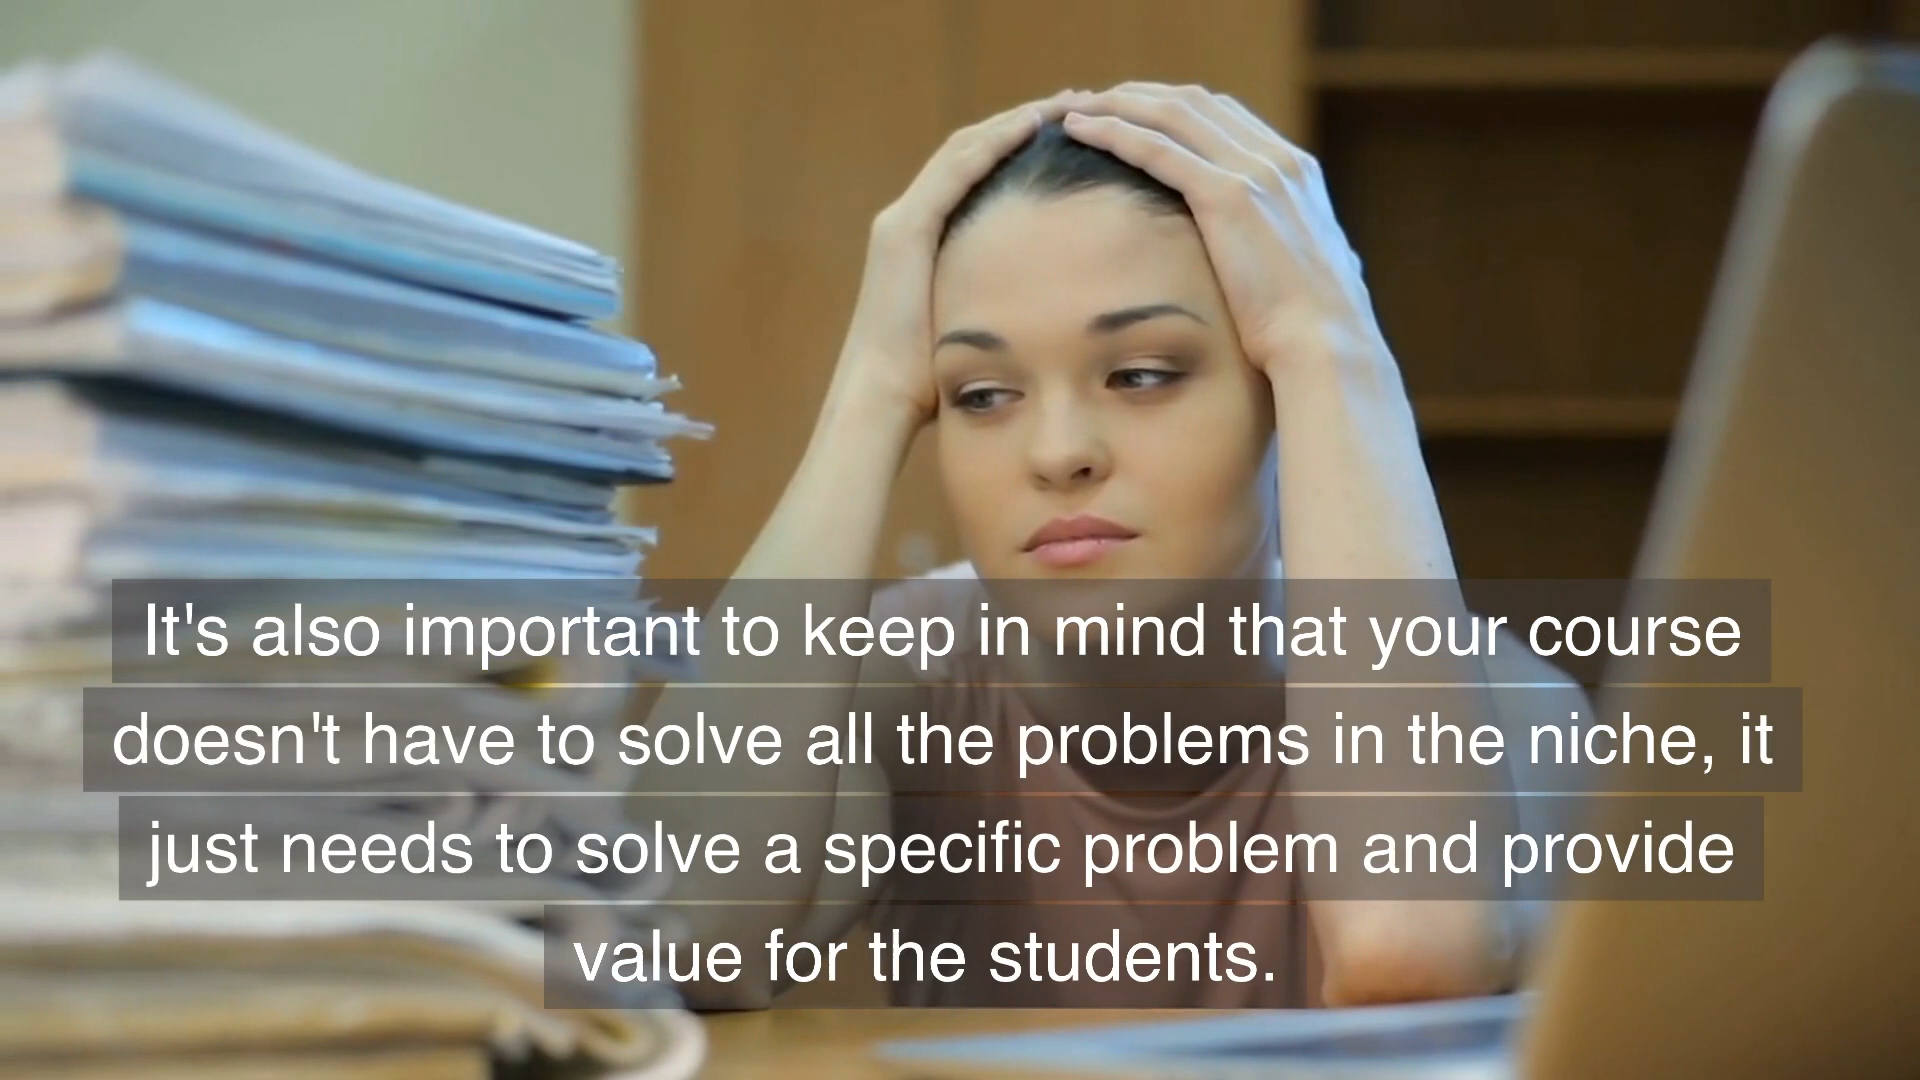 It's also important to keep in mind that your course
doesn't have to solve all the problems in the niche, it
just needs to solve a specific problem and provide
value for the students.